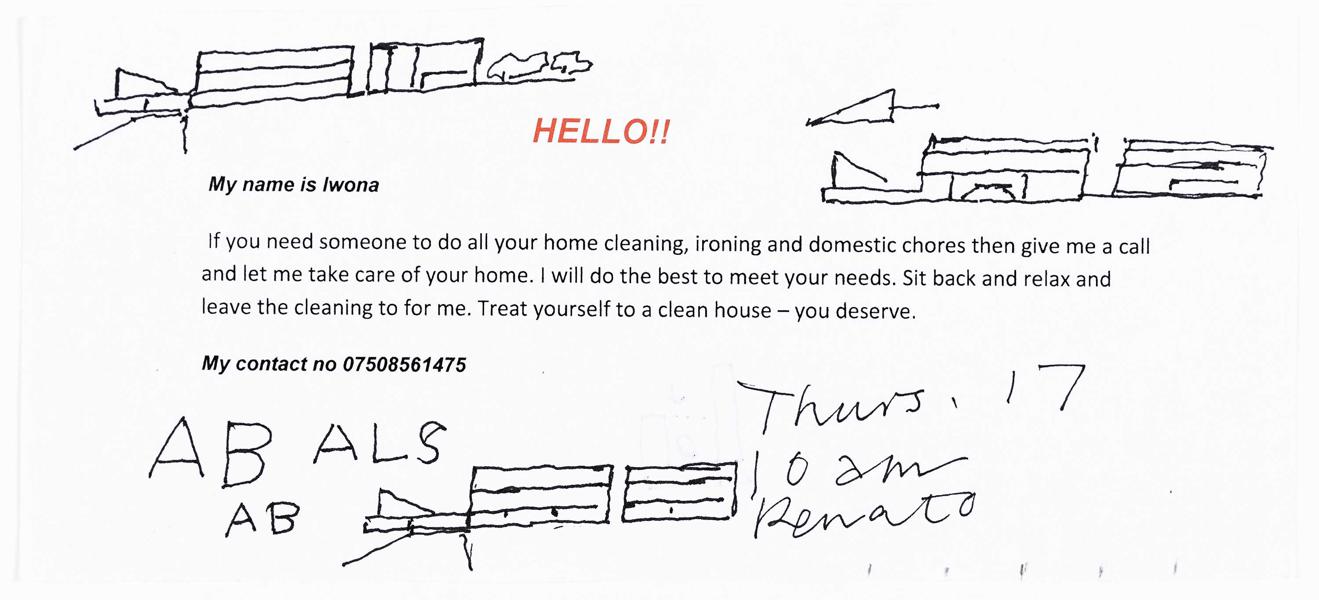 HELLO!!
My name is Iwona
If you need someone to do all your home cleaning, ironing and domestic chores then give me a call
and let me take care of your home. I will do the best to meet your needs. Sit back and relax and
leave the cleaning to for me. Treat yourself to a clean house – you deserve.
My contact no 07508561475
Thurs. 17
10 am
Renato
AB ALS
AB